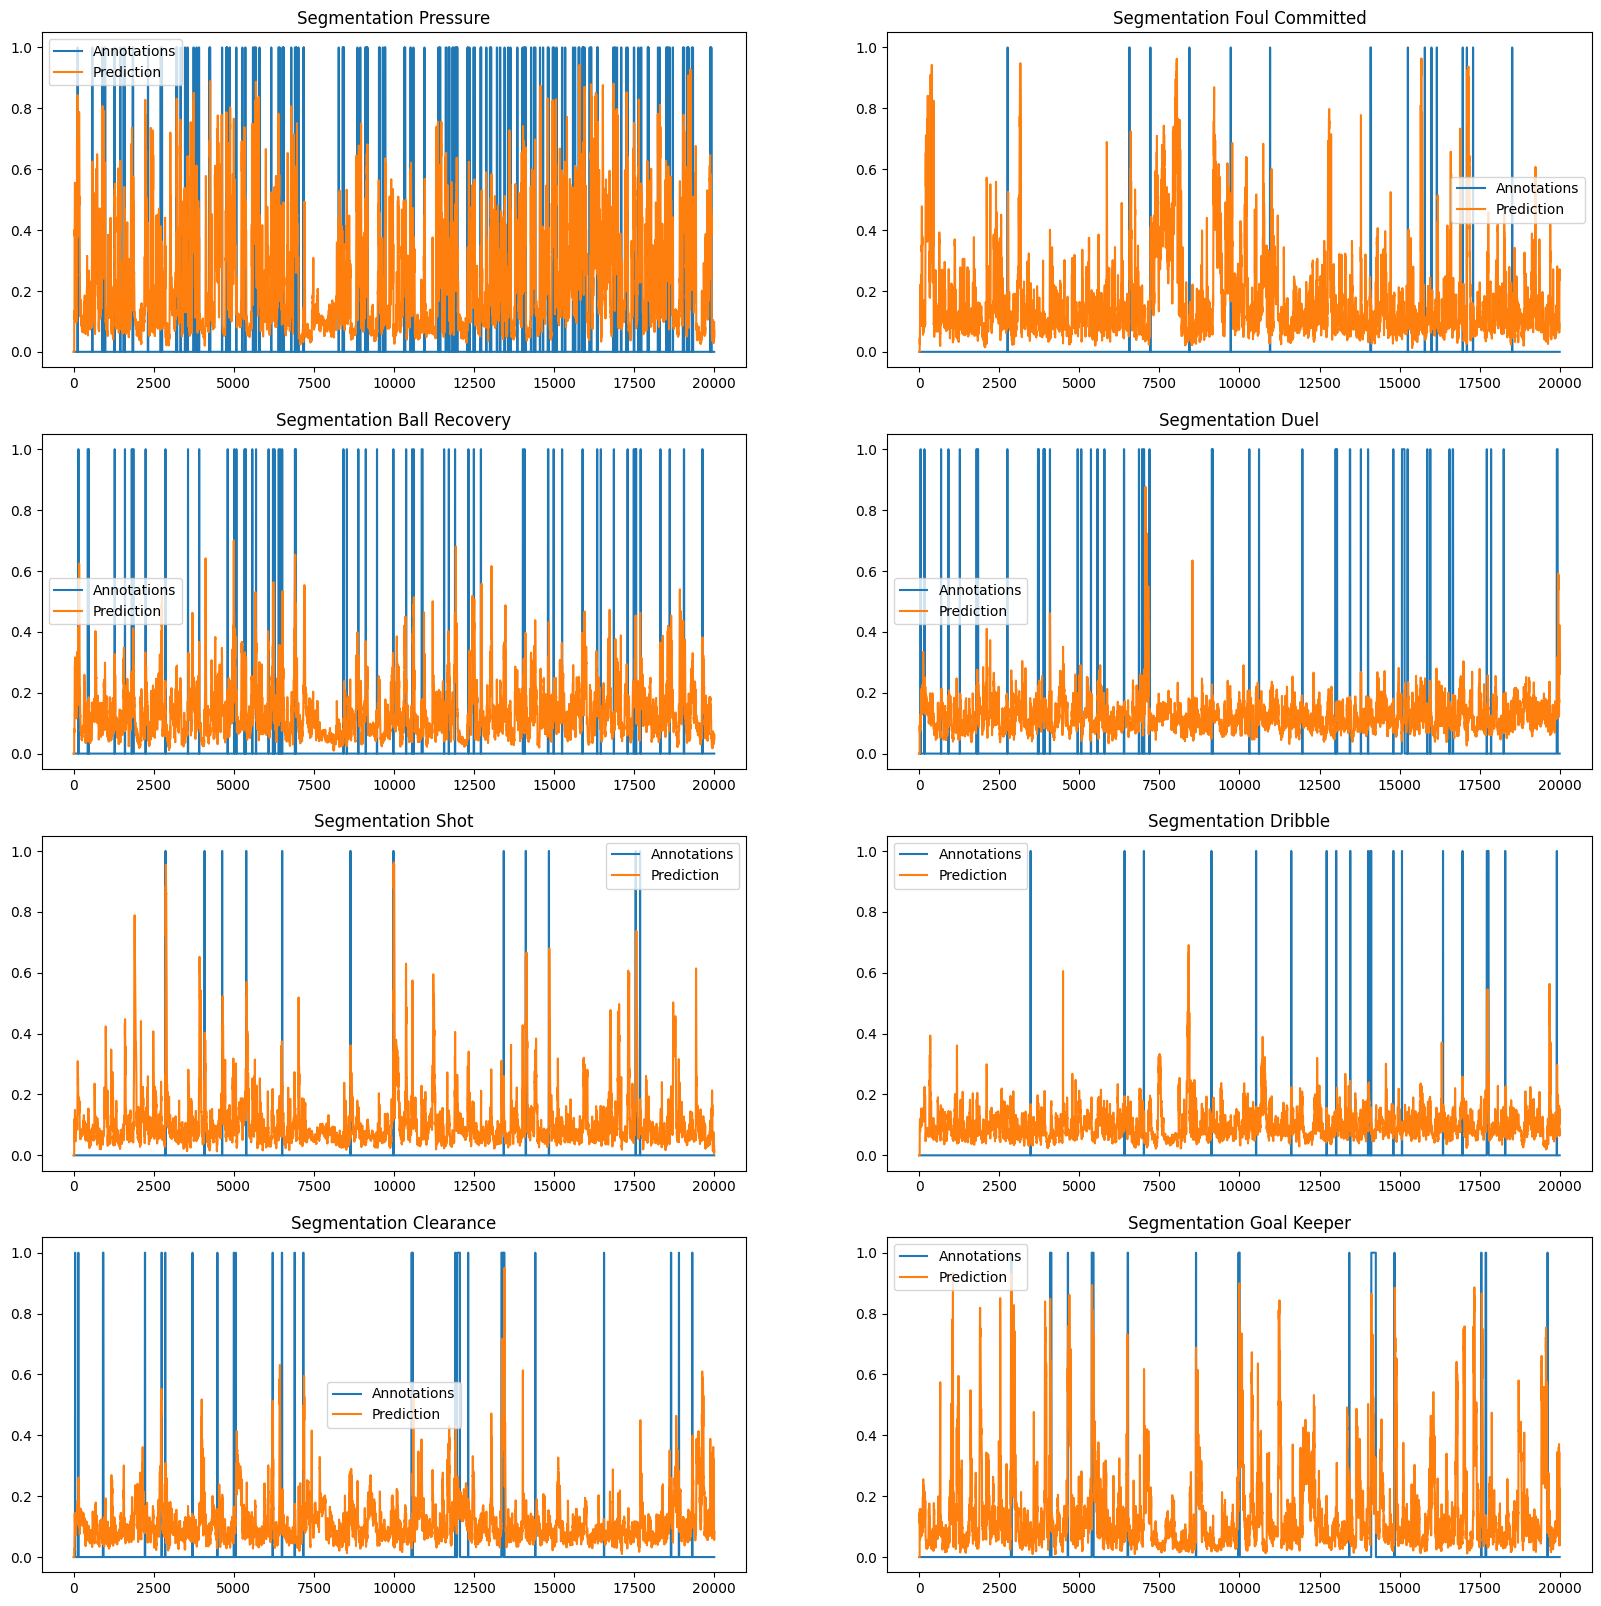 Segmentation Pressure
Annotations
Prediction
1.0
0.8
0.6
0.4
0.2
0.0
0 2500 5000 7500 10000 12500 15000 17500 20000
Segmentation Foul Committed
Annotations
Prediction
1.0
0.8
0.6
0.4
0.2
0.0
0 2500 5000 7500 10000 12500 15000 17500 20000
Segmentation Ball Recovery
Annotations
Prediction
1.0
0.8
0.6
0.4
0.2
0.0
0 2500 5000 7500 10000 12500 15000 17500 20000
Segmentation Duel
Annotations
Prediction
1.0
0.8
0.6
0.4
0.2
0.0
0 2500 5000 7500 10000 12500 15000 17500 20000
Segmentation Shot
Annotations
Prediction
1.0
0.8
0.6
0.4
0.2
0.0
0 2500 5000 7500 10000 12500 15000 17500 20000
Segmentation Dribble
Annotations
Prediction
1.0
0.8
0.6
0.4
0.2
0.0
0 2500 5000 7500 10000 12500 15000 17500 20000
Segmentation Clearance
Annotations
Prediction
1.0
0.8
0.6
0.4
0.2
0.0
0 2500 5000 7500 10000 12500 15000 17500 20000
Segmentation Goal Keeper
Annotations
Prediction
1.0
0.8
0.6
0.4
0.2
0.0
0 2500 5000 7500 10000 12500 15000 17500 20000